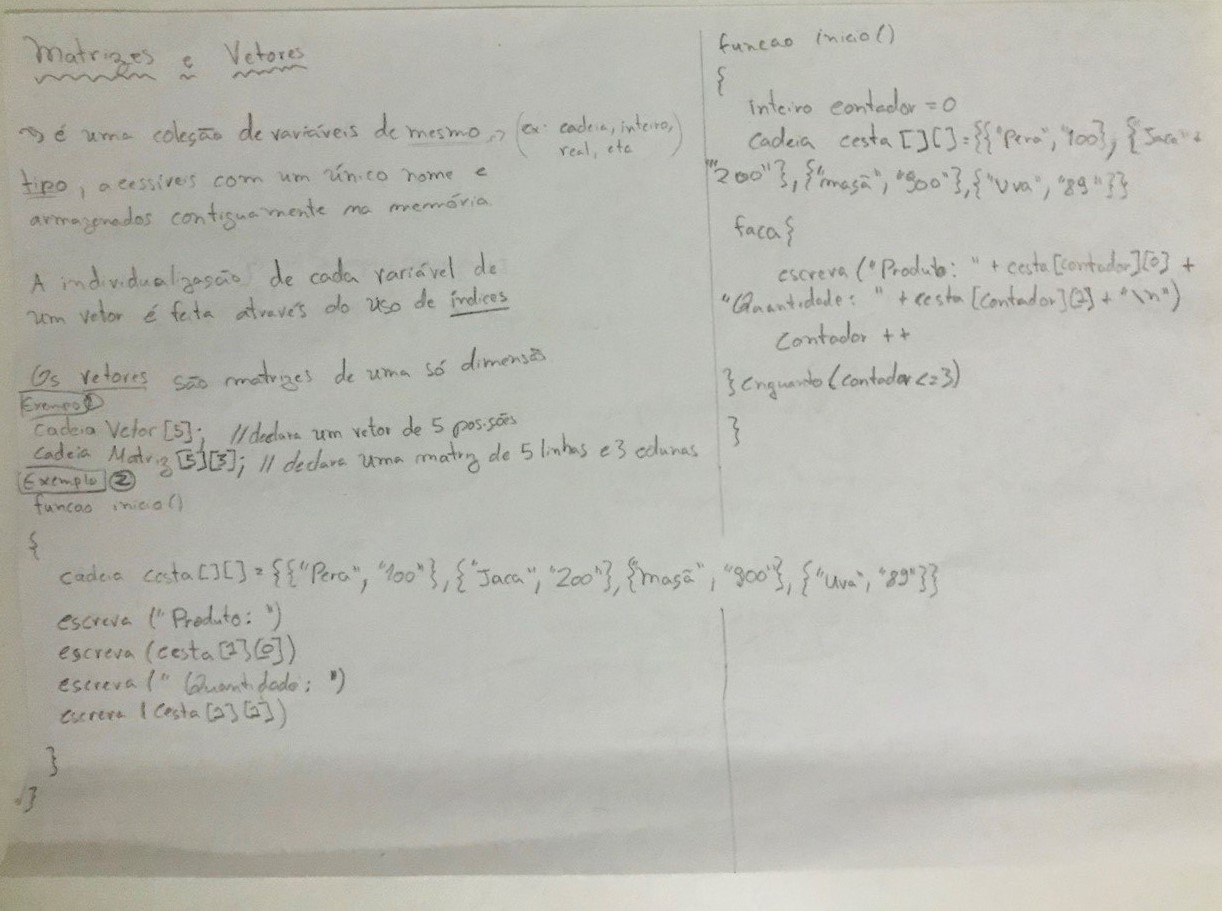 Matrizes e Vetores
→ é uma coleção de variáveis de mesmo → (ex: cadeia, inteiro,
real, etc)
tipo, acessíveis com um único nome e
armazenados contiguamente na memória
A individualização de cada variável de
um vetor é feita através do uso de índices
Os vetores são matrizes de uma só dimensão
Exemplo 1
Cadeia Vetor [5]; //declara um vetor de 5 posições
Cadeia Matriz [5][3]; // declara uma matriz de 5 linhas e 3 colunas
Exemplo 2
funcao inicio()
{
cadeia cesta[][] = {{"Pera", "100"}, {"Jaca", "200"}, {"maçã", "900"}, {"Uva", "89"}}
escreva ("Produto: ")
escreva (cesta[1][0])
escreva (" Quantidade: ")
escreva (cesta[1][1])
}
}
funcao inicio()
{
inteiro contador = 0
cadeia cesta [][]={{"Pera", "100}, {"Jaca"+
"200"}, {"maçã", "900"}, {"Uva", "89"}}
faca{
escreva ("Produto: " + cesta[contador][0] +
"Quantidade: " + cesta [contador][1] + "\n")
Contador ++
} enquanto (contador <= 3)
}